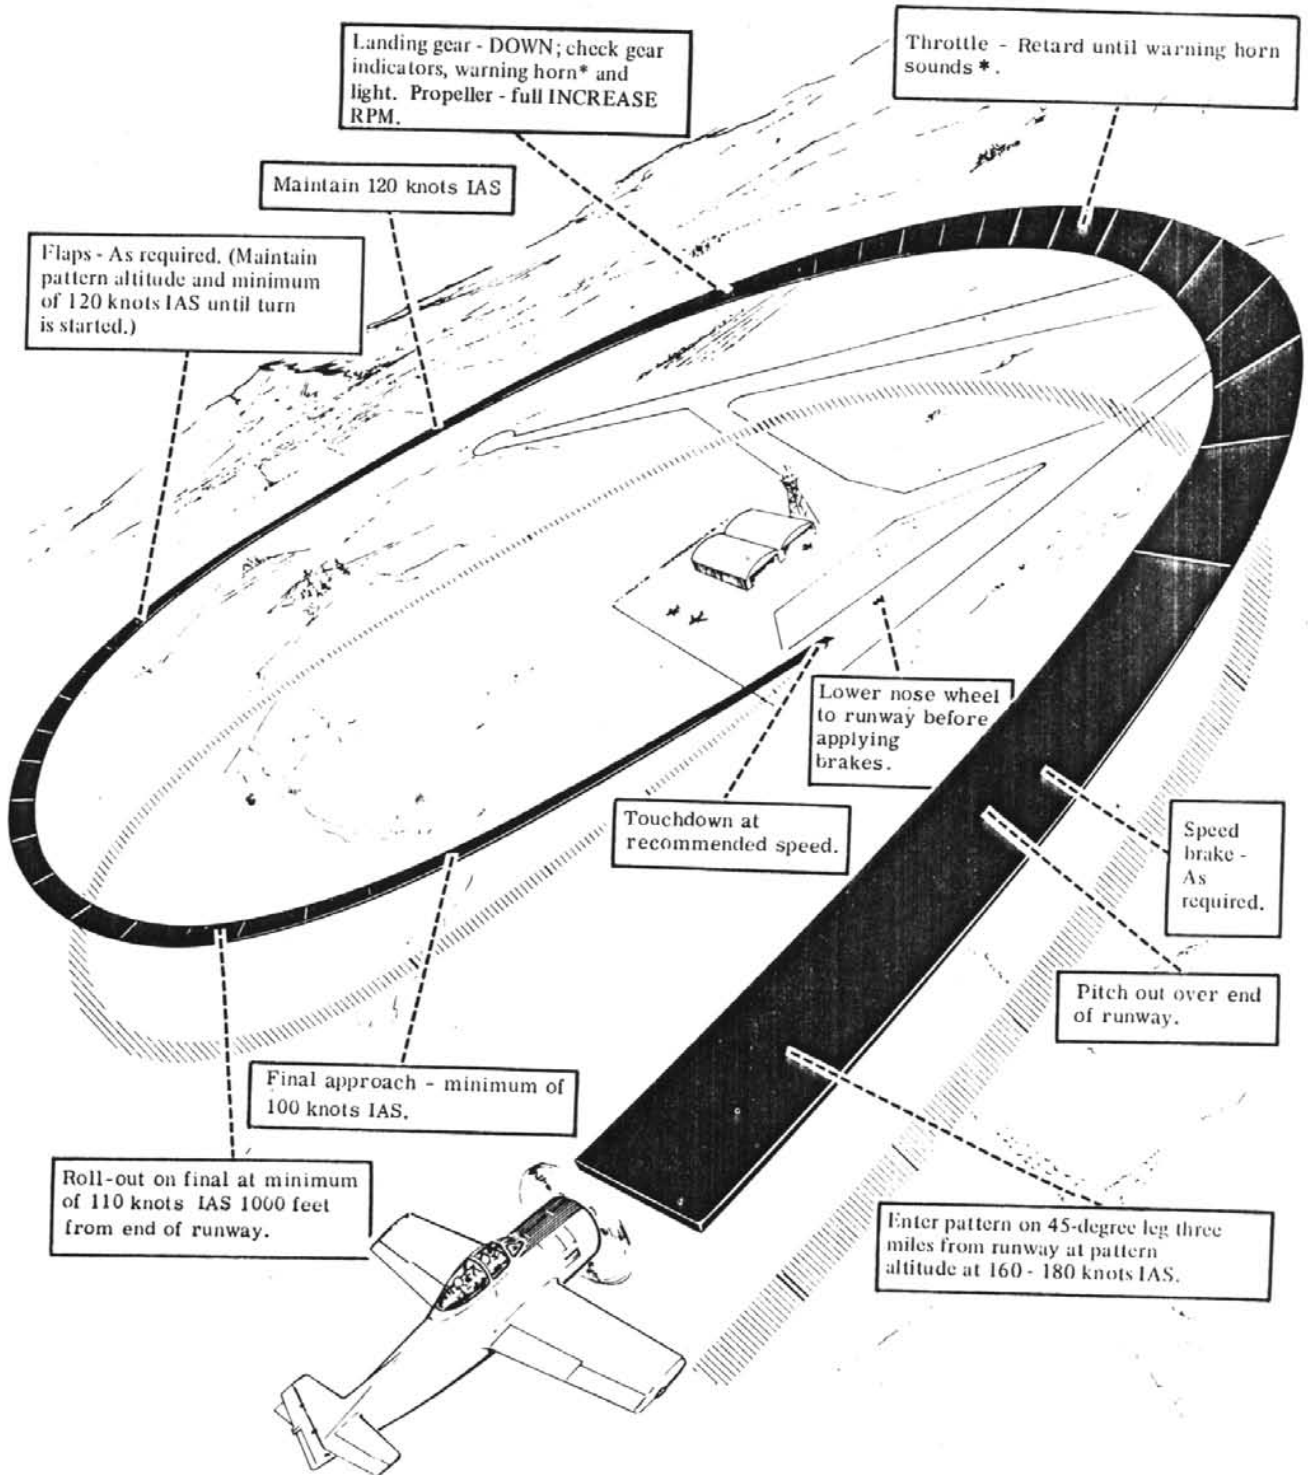 Landing gear - DOWN; check gear
indicators, warning horn* and
light. Propeller - full INCREASE
RPM.
Throttle - Retard until warning horn
sounds *.
Maintain 120 knots IAS
Flaps - As required. (Maintain
pattern altitude and minimum
of 120 knots IAS until turn
is started.)
Lower nose wheel
to runway before
applying
brakes.
Touchdown at
recommended speed.
Speed
brake -
As
required.
Pitch out over end
of runway.
Final approach - minimum of
100 knots IAS.
Roll-out on final at minimum
of 110 knots IAS 1000 feet
from end of runway.
Enter pattern on 45-degree leg three
miles from runway at pattern
altitude at 160 - 180 knots IAS.